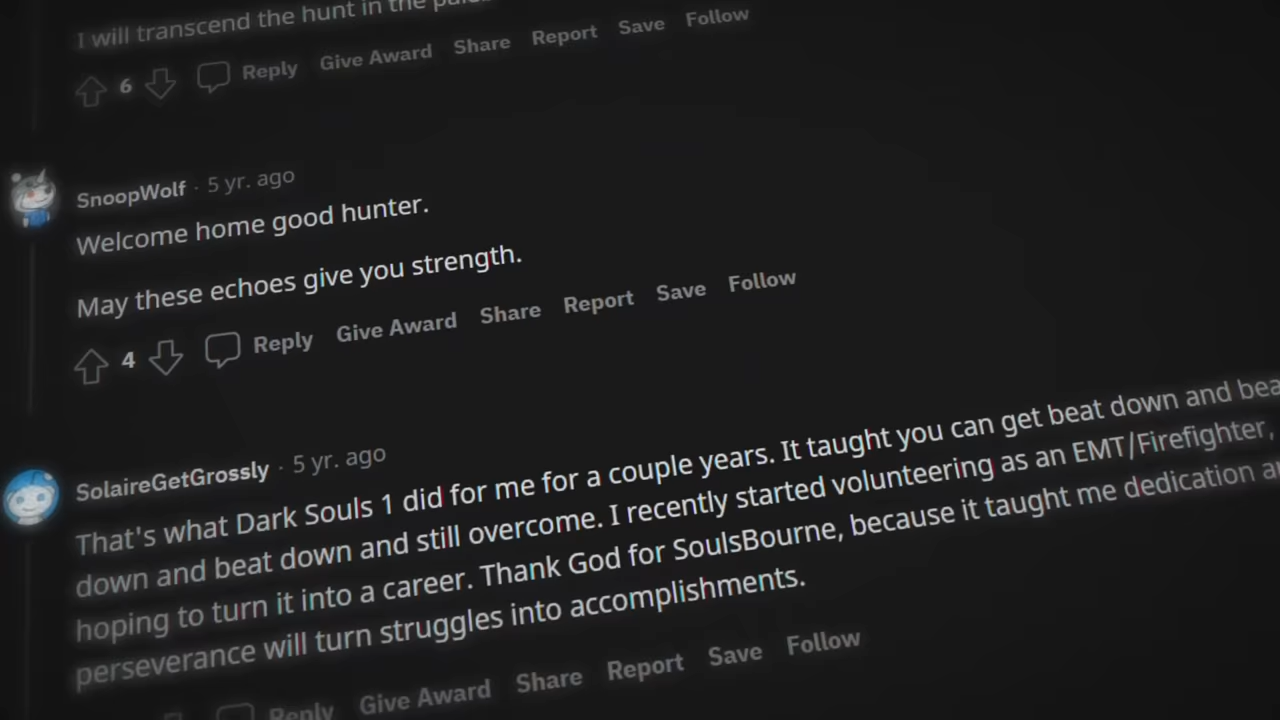 I will transcend the hunt in the
6 Reply Give Award Share Report Save Follow
SnoopWolf · 5 yr. ago
Welcome home good hunter.
May these echoes give you strength.
4 Reply Give Award Share Report Save Follow
SolaireGetGrossly · 5 yr. ago
That's what Dark Souls 1 did for me for a couple years. It taught you can get beat down and
down and beat down and still overcome. I recently started volunteering as an EMT/Firefighter,
hoping to turn it into a career. Thank God for SoulsBourne, because it taught me dedication
perseverance will turn struggles into accomplishments.
Reply Give Award Share Report Save Follow